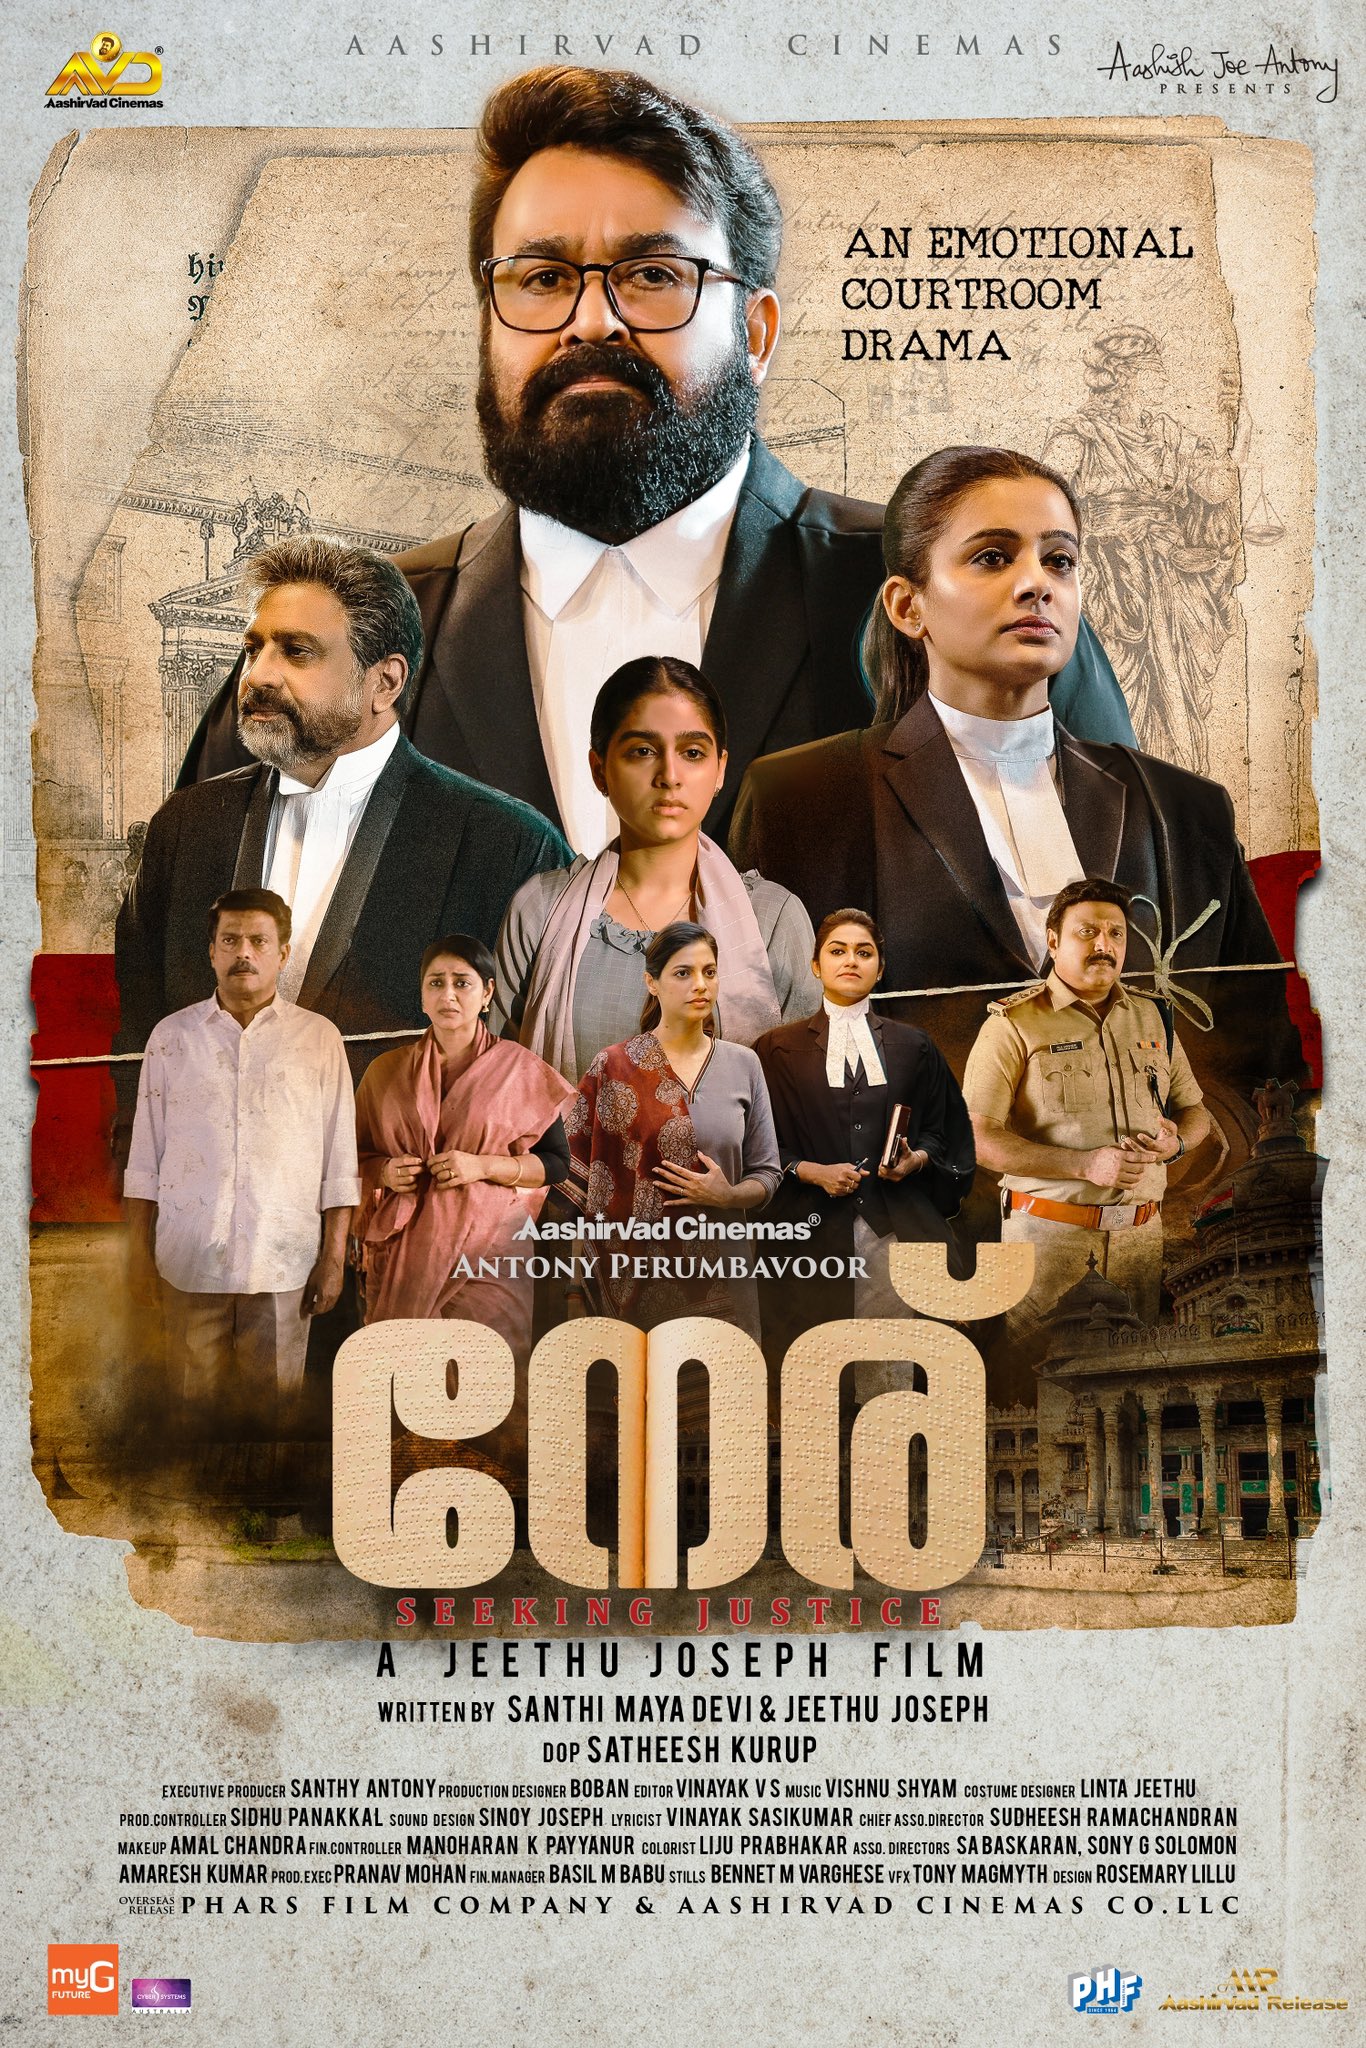 AASHIRVAD CINEMAS
AashirVad Cinemas
Aashish Joe Antony
PRESENTS
AN EMOTIONAL
COURTROOM
DRAMA
AashirVad Cinemas®
ANTONY PERUMBAVOOR
നേര്
SEEKING JUSTICE
A JEETHU JOSEPH FILM
WRITTEN BY SANTHI MAYA DEVI & JEETHU JOSEPH
DOP SATHEESH KURUP
EXECUTIVE PRODUCER SANTHY ANTONY PRODUCTION DESIGNER BOBAN EDITOR VINAYAK V S MUSIC VISHNU SHYAM COSTUME DESIGNER LINTA JEETHU
PROD.CONTROLLER SIDHU PANAKKAL SOUND DESIGN SINOY JOSEPH LYRICIST VINAYAK SASIKUMAR CHIEF ASSO.DIRECTOR SUDHEESH RAMACHANDRAN
MAKEUP AMAL CHANDRA FIN.CONTROLLER MANOHARAN K PAYYANUR COLORIST LIJU PRABHAKAR ASSO. DIRECTORS SA BASKARAN, SONY G SOLOMON
AMARESH KUMAR PROD.EXEC PRANAV MOHAN FIN.MANAGER BASIL M BABU STILLS BENNET M VARGHESE VFX TONY MAGMYTH DESIGN ROSEMARY LILLU
OVERSEAS RELEASE PHARS FILM COMPANY & AASHIRVAD CINEMAS CO.LLC
myG
FUTURE
CYBER SYSTEMS
AUSTRALIA
PHF
SINCE 1964
AashirVad Release